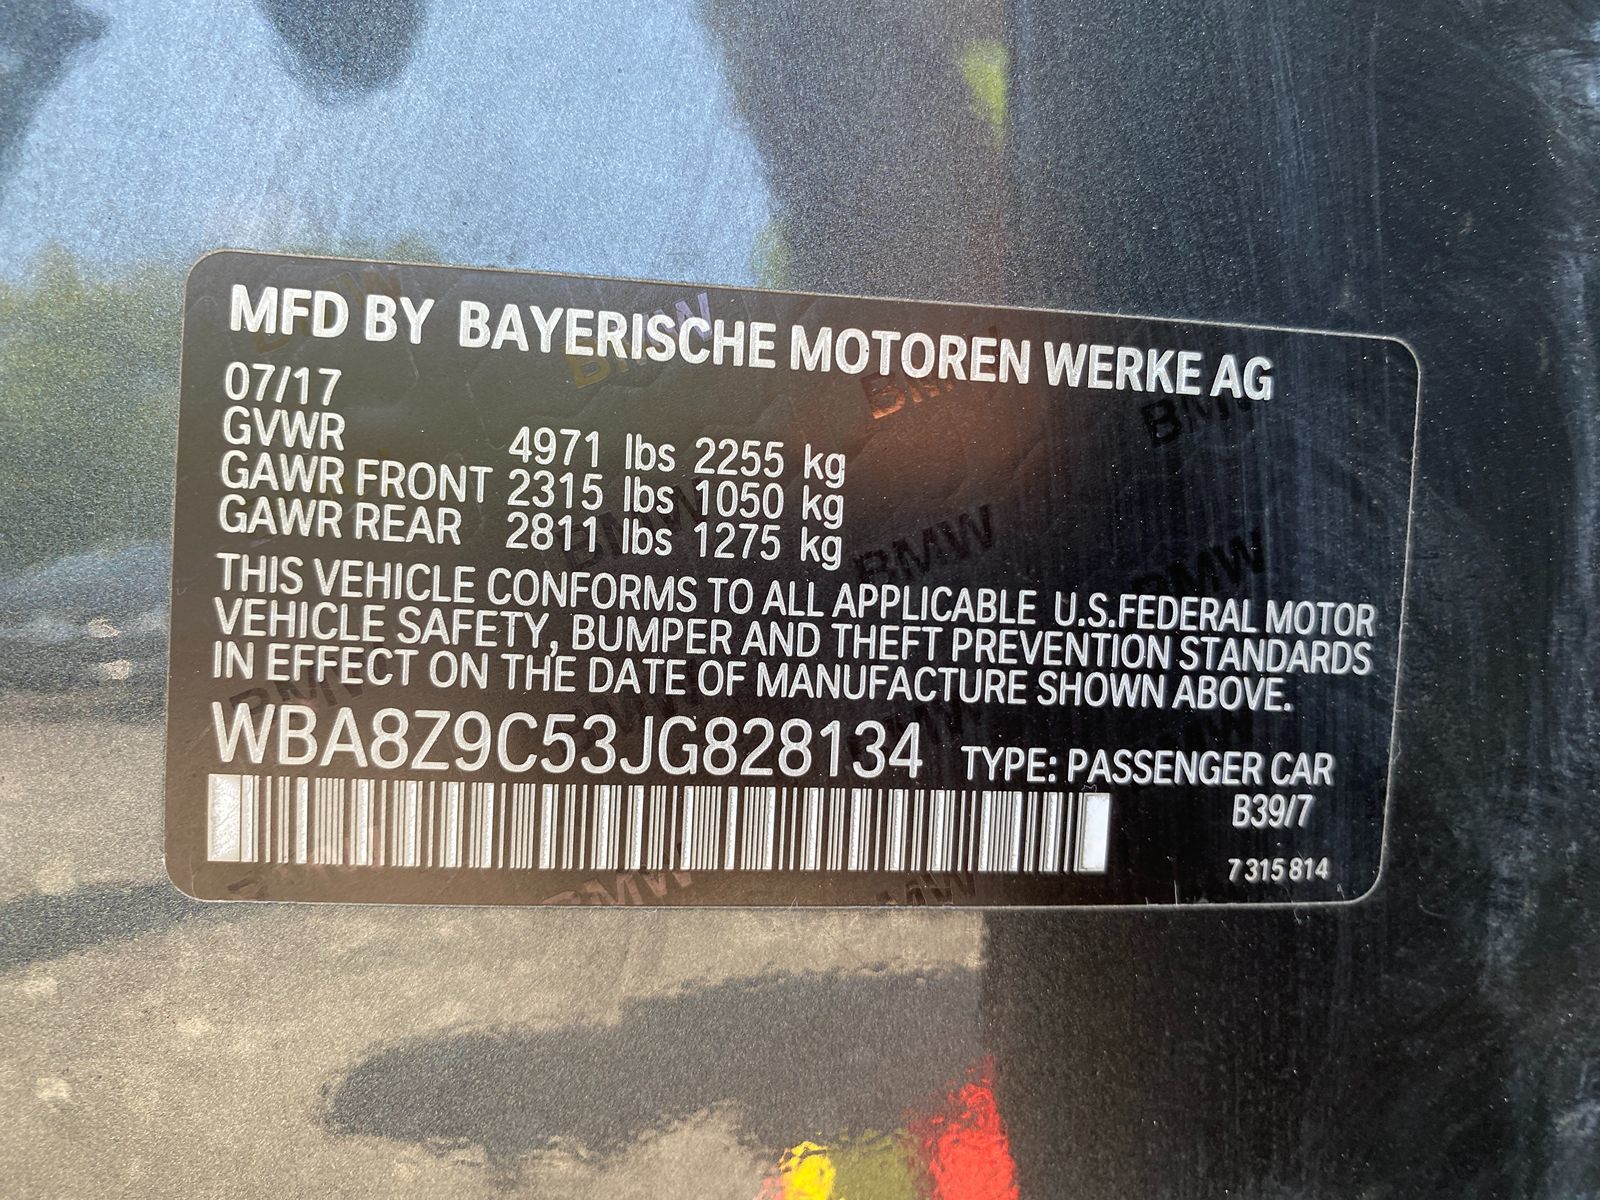 MFD BY BAYERISCHE MOTOREN WERKE AG
07/17
GVWR 4971 lbs 2255 kg
GAWR FRONT 2315 lbs 1050 kg
GAWR REAR 2811 lbs 1275 kg
THIS VEHICLE CONFORMS TO ALL APPLICABLE U.S.FEDERAL MOTOR
VEHICLE SAFETY, BUMPER AND THEFT PREVENTION STANDARDS
IN EFFECT ON THE DATE OF MANUFACTURE SHOWN ABOVE.
WBA8Z9C53JG828134 TYPE: PASSENGER CAR
B39/7
7 315 814